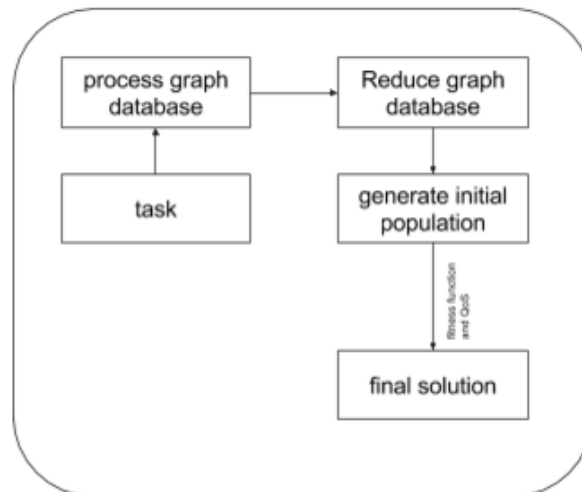 process graph
database
Reduce graph
database
task
generate initial
population
fitness function
and QoS
final solution